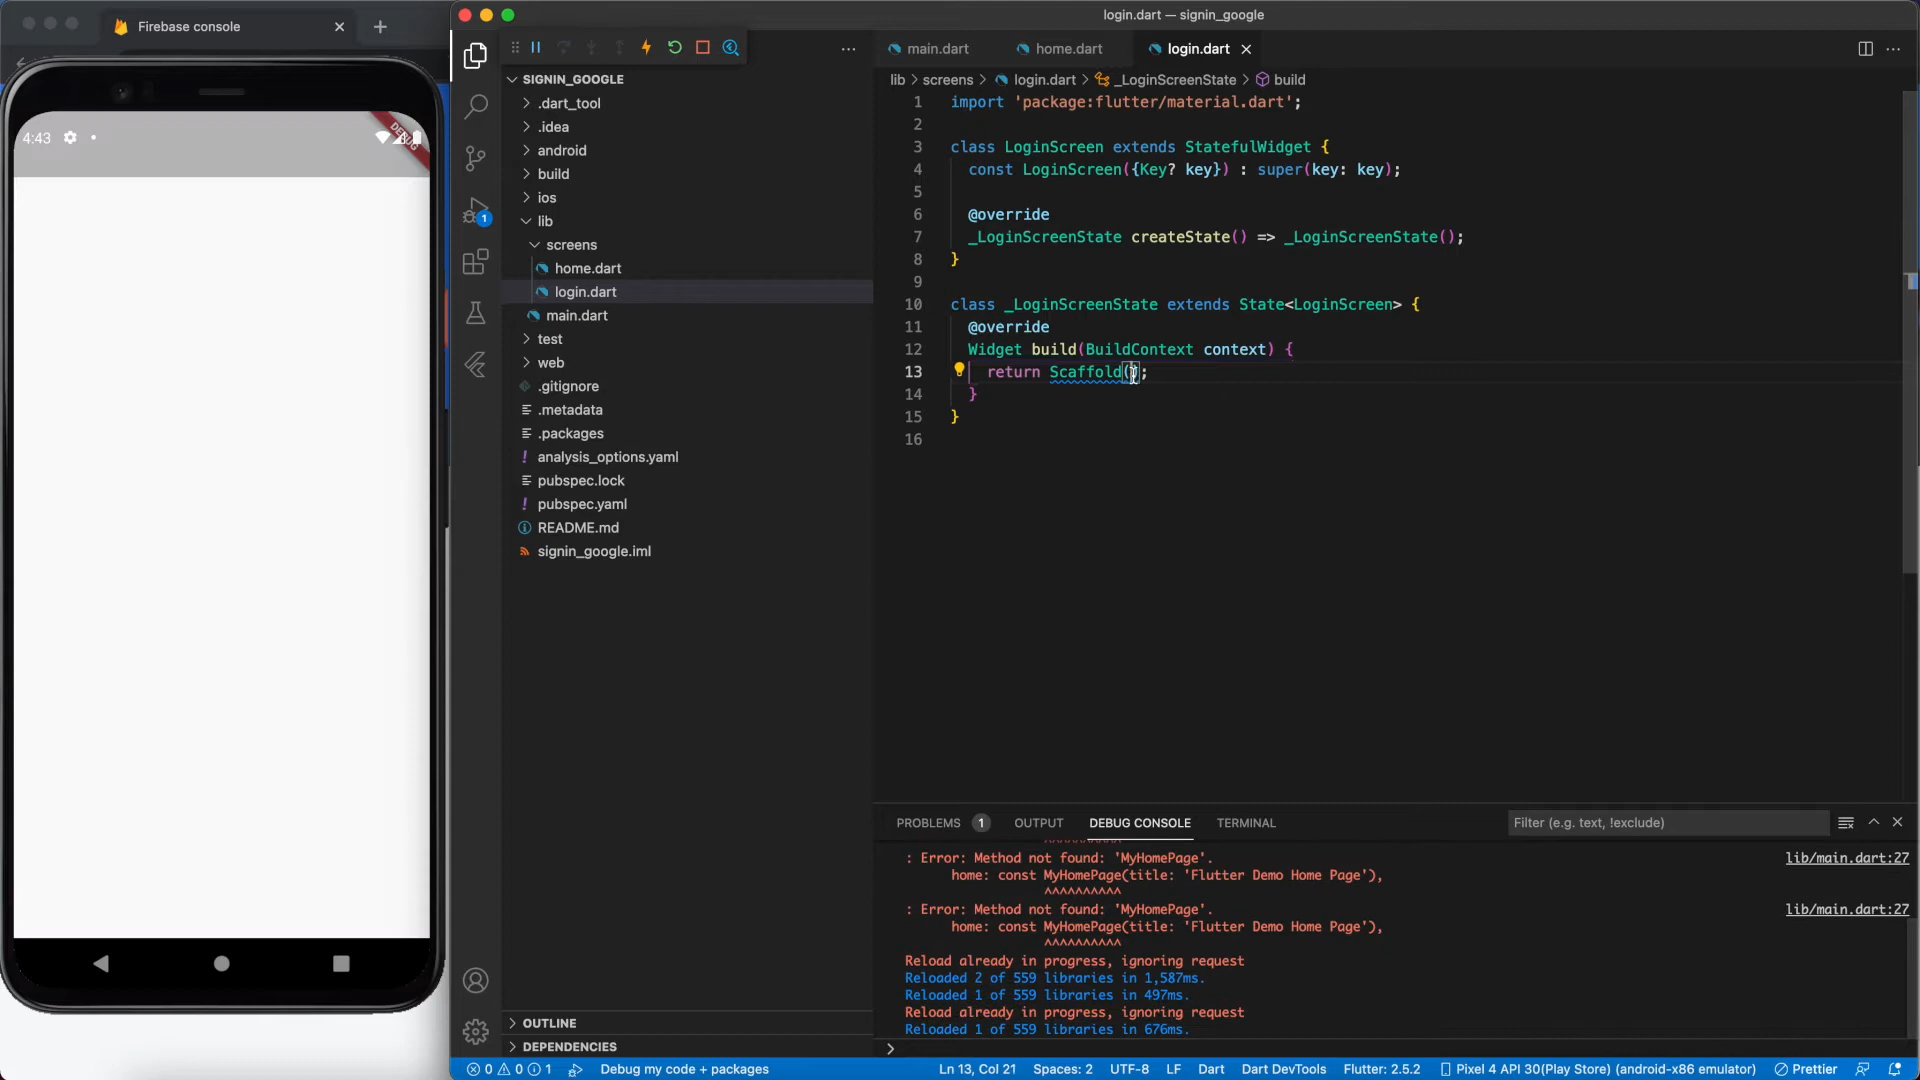 Firebase console
login.dart — signin_google
4:43
DEBUG
SIGNIN_GOOGLE
.dart_tool
.idea
android
build
ios
lib
screens
home.dart
login.dart
main.dart
test
web
.gitignore
.metadata
.packages
analysis_options.yaml
pubspec.lock
pubspec.yaml
README.md
signin_google.iml
OUTLINE
DEPENDENCIES
1
main.dart
home.dart
login.dart
lib > screens > login.dart > _LoginScreenState > build
1 import 'package:flutter/material.dart';
2
3 class LoginScreen extends StatefulWidget {
4 const LoginScreen({Key? key}) : super(key: key);
5
6 @override
7 _LoginScreenState createState() => _LoginScreenState();
8 }
9
10 class _LoginScreenState extends State<LoginScreen> {
11 @override
12 Widget build(BuildContext context) {
13 return Scaffold();
14 }
15 }
16
PROBLEMS 1 OUTPUT DEBUG CONSOLE TERMINAL
Filter (e.g. text, !exclude)
: Error: Method not found: 'MyHomePage'. lib/main.dart:27
home: const MyHomePage(title: 'Flutter Demo Home Page'),
^^^^^^^^^^
: Error: Method not found: 'MyHomePage'. lib/main.dart:27
home: const MyHomePage(title: 'Flutter Demo Home Page'),
^^^^^^^^^^
Reload already in progress, ignoring request
Reloaded 2 of 559 libraries in 1,587ms.
Reloaded 1 of 559 libraries in 497ms.
Reload already in progress, ignoring request
Reloaded 1 of 559 libraries in 676ms.
>
0 0 1 Debug my code + packages Ln 13, Col 21 Spaces: 2 UTF-8 LF Dart Dart DevTools Flutter: 2.5.2 Pixel 4 API 30(Play Store) (android-x86 emulator) Prettier